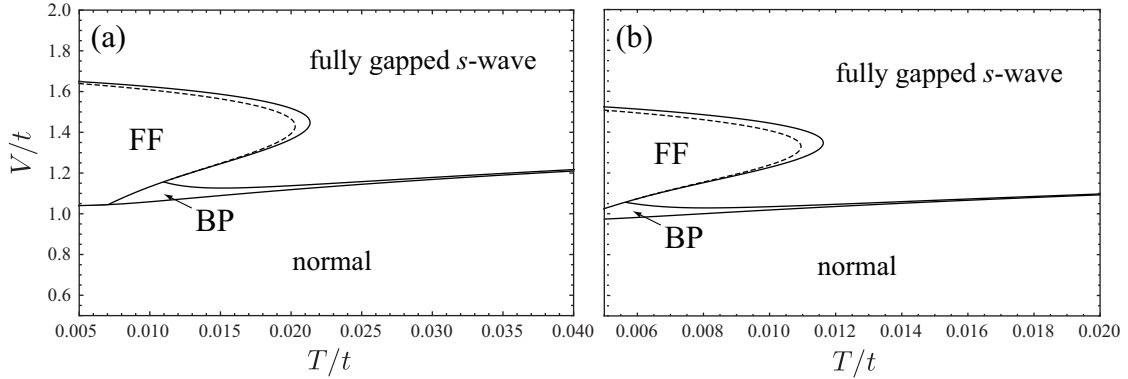 (a)
fully gapped s-wave
FF
BP
normal
V/t
2.0
1.8
1.6
1.4
1.2
1.0
0.8
0.6
0.005 0.010 0.015 0.020 0.025 0.030 0.035 0.040
T/t
(b)
fully gapped s-wave
FF
BP
normal
0.006 0.008 0.010 0.012 0.014 0.016 0.018 0.020
T/t